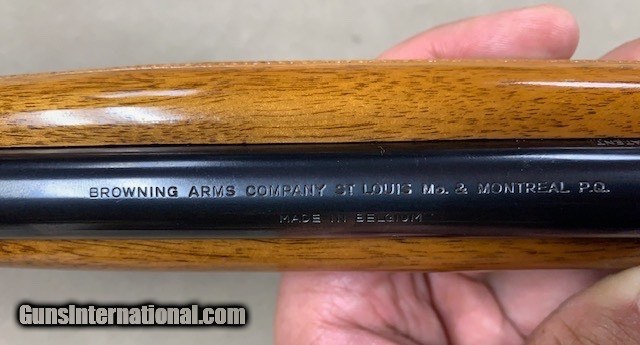 BROWNING ARMS COMPANY ST LOUIS Mo. & MONTREAL P.Q.
MADE IN BELGIUM
GunsInternational.com